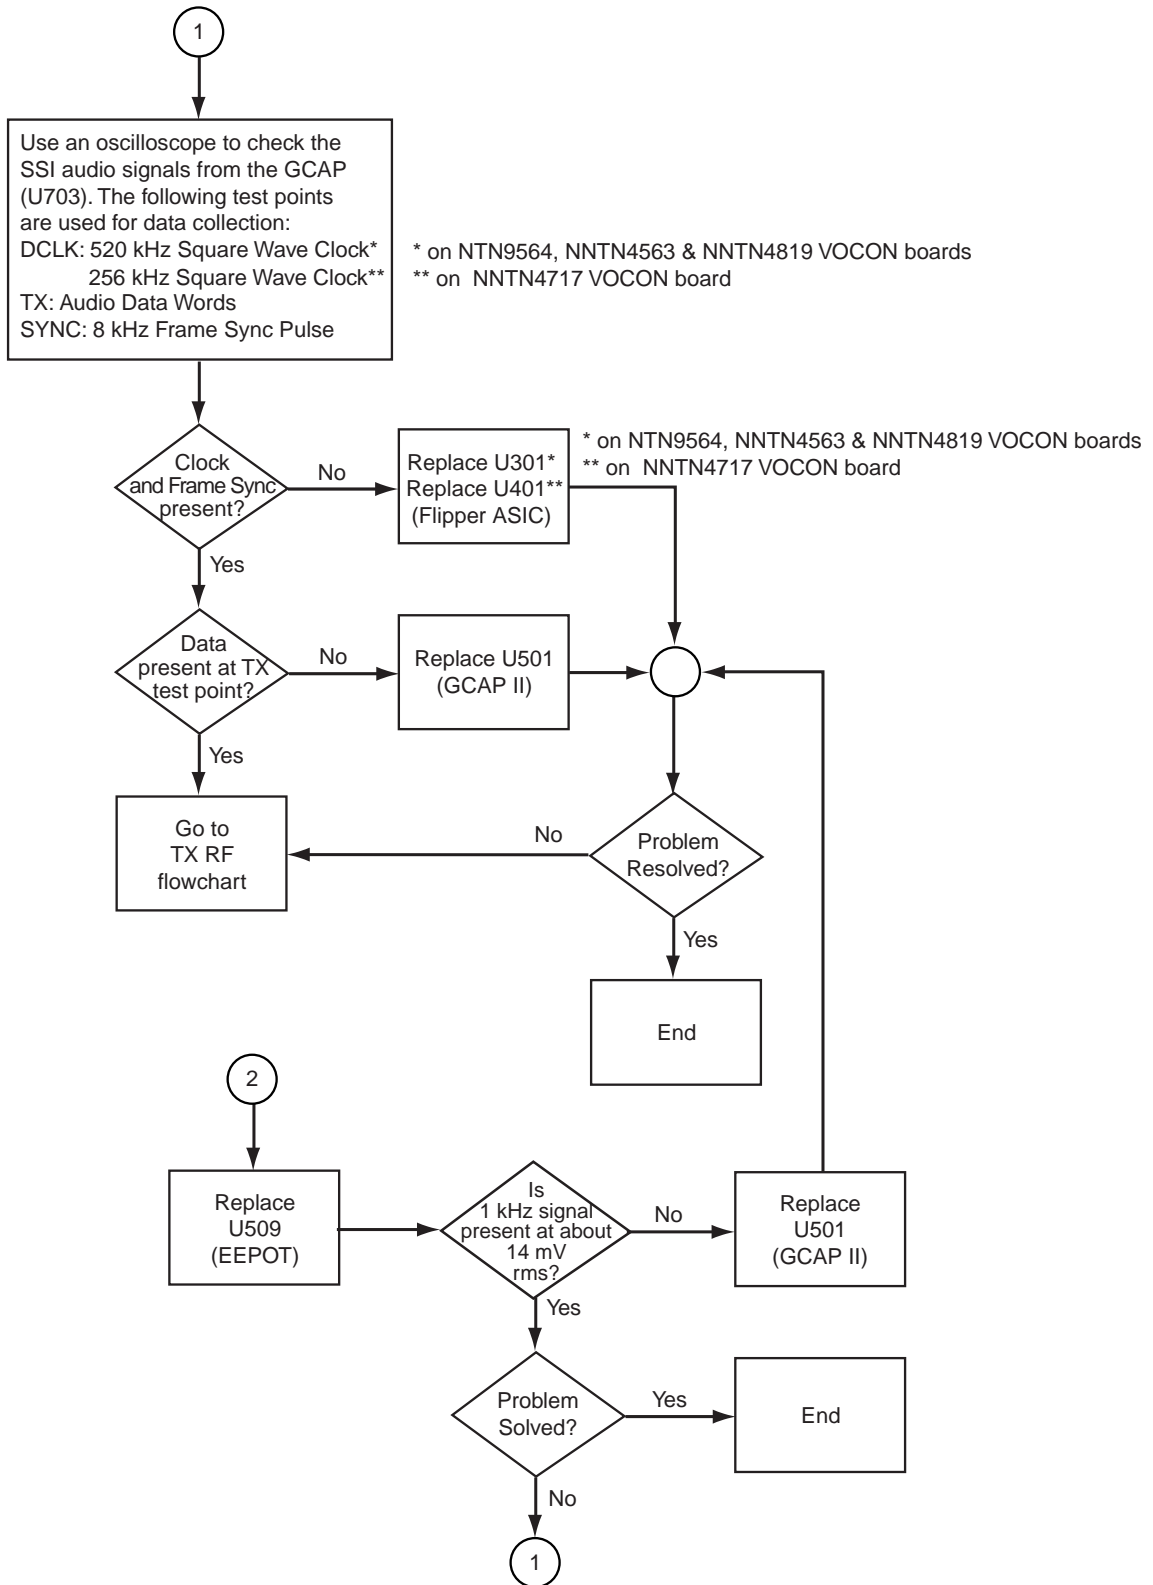 1
Use an oscilloscope to check the
SSI audio signals from the GCAP
(U703). The following test points
are used for data collection:
DCLK: 520 kHz Square Wave Clock*
256 kHz Square Wave Clock**
TX: Audio Data Words
SYNC: 8 kHz Frame Sync Pulse
* on NTN9564, NNTN4563 & NNTN4819 VOCON boards
** on NNTN4717 VOCON board
Clock
and Frame Sync
present?
No
Replace U301*
Replace U401**
(Flipper ASIC)
* on NTN9564, NNTN4563 & NNTN4819 VOCON boards
** on NNTN4717 VOCON board
Yes
Data
present at TX
test point?
No
Replace U501
(GCAP II)
Yes
Go to
TX RF
flowchart
No
Problem
Resolved?
Yes
End
2
Replace
U509
(EEPOT)
Is
1 kHz signal
present at about
14 mV
rms?
No
Replace
U501
(GCAP II)
Yes
Problem
Solved?
Yes
End
No
1